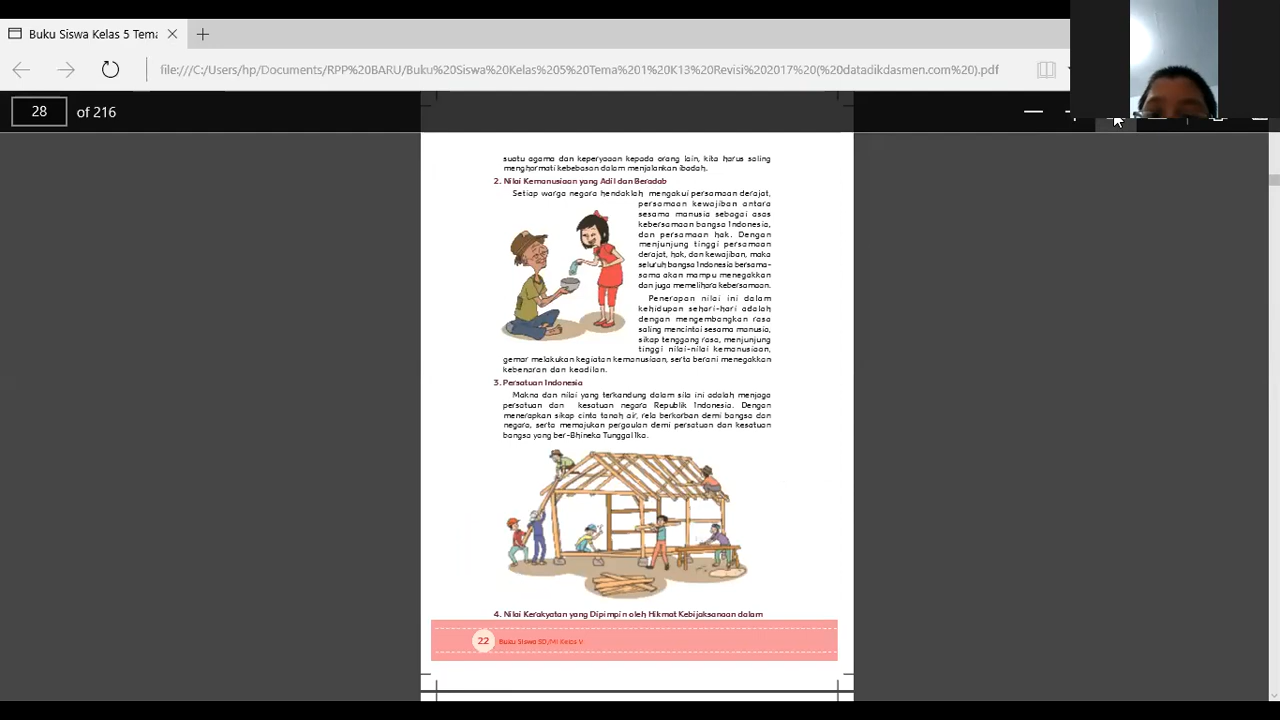 Buku Siswa Kelas 5 Tema
file:///C:/Users/hp/Documents/RPP%20BARU/Buku%20Siswa%20Kelas%205%20Tema%201%20K13%20Revisi%202017%20(%20datadikdasmen.com%20).pdf
28 of 216
suatu agama dan keperyaaan kepada orang lain, kita harus saling
menghormati kebebasan dalam menjalankan ibadah.
2. Nilai Kemanusiaan yang Adil dan Beradab
Setiap warga negara hendaklah mengakui persamaan derajat,
persamaan kewajiban antara
sesama manusia sebagai asas
kebersamaan bangsa Indonesia,
dan persamaan hak. Dengan
menjunjung tinggi persamaan
derajat, hak, dan kewajiban, maka
seluruh bangsa Indonesia bersama-
sama akan mampu menegakkan
dan juga memelihara kebersamaan.
Penerapan nilai ini dalam
kehidupan sehari-hari adalah
dengan mengembangkan rasa
saling mencintai sesama manusia,
sikap tenggang rasa, menjunjung
tinggi nilai-nilai kemanusiaan,
gemar melakukan kegiatan kemanusiaan, serta berani menegakkan
kebenaran dan keadilan.
3. Persatuan Indonesia
Makna dan nilai yang terkandung dalam sila ini adalah menjaga
persatuan dan kesatuan negara Republik Indonesia. Dengan
menerapkan sikap cinta tanah air, rela berkorban demi bangsa dan
negara, serta memajukan pergaulan demi persatuan dan kesatuan
bangsa yang ber-Bhineka Tunggal Ika.
4. Nilai Kerakyatan yang Dipimpin oleh Hikmat Kebijaksanaan dalam
22 Buku Siswa SD/MI Kelas V